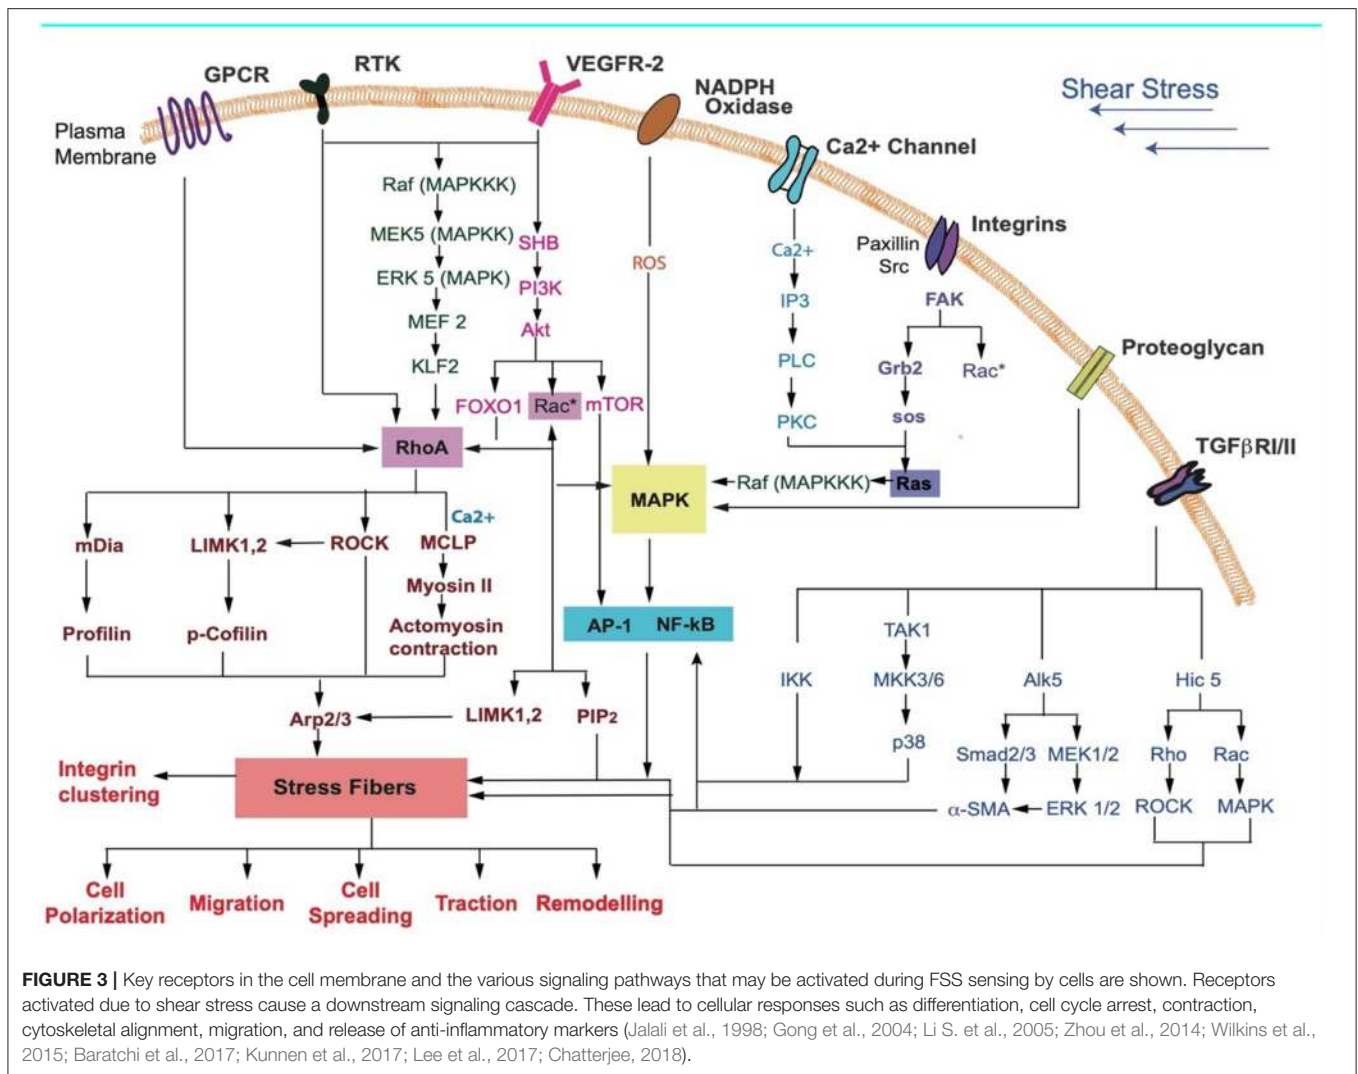 GPCR
RTK
VEGFR-2
NADPH
Oxidase
Shear Stress
Plasma
Membrane
Ca2+ Channel
Integrins
Paxillin
Src
Proteoglycan
TGFβRI/II
Raf (MAPKKK)
MEK5 (MAPKK)
ERK 5 (MAPK)
MEF 2
KLF2
SHB
PI3K
Akt
FOXO1
Rac*
mTOR
ROS
Ca2+
IP3
PLC
PKC
FAK
Grb2
Rac*
sos
RhoA
MAPK
Raf (MAPKKK)
Ras
mDia
LIMK1,2
ROCK
Ca2+
MCLP
Myosin II
Profilin
p-Cofilin
Actomyosin
contraction
AP-1 NF-kB
Arp2/3
LIMK1,2
PIP2
IKK
TAK1
MKK3/6
p38
Alk5
Smad2/3
MEK1/2
α-SMA
ERK 1/2
Hic 5
Rho
Rac
ROCK
MAPK
Integrin
clustering
Stress Fibers
Cell
Polarization
Migration
Cell
Spreading
Traction
Remodelling
FIGURE 3 | Key receptors in the cell membrane and the various signaling pathways that may be activated during FSS sensing by cells are shown. Receptors
activated due to shear stress cause a downstream signaling cascade. These lead to cellular responses such as differentiation, cell cycle arrest, contraction,
cytoskeletal alignment, migration, and release of anti-inflammatory markers (Jalali et al., 1998; Gong et al., 2004; Li S. et al., 2005; Zhou et al., 2014; Wilkins et al.,
2015; Baratchi et al., 2017; Kunnen et al., 2017; Lee et al., 2017; Chatterjee, 2018).